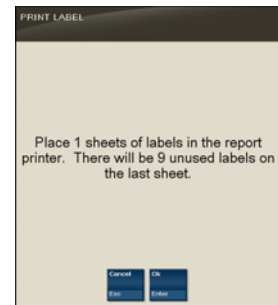 PRINT LABEL
Place 1 sheets of labels in the report
printer. There will be 9 unused labels on
the last sheet.
Cancel Ok
Esc Enter